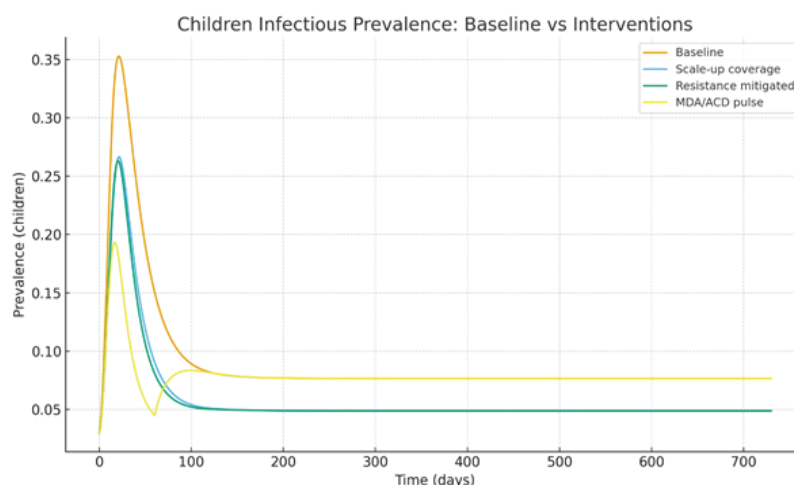 Children Infectious Prevalence: Baseline vs Interventions
Baseline
Scale-up coverage
Resistance mitigated
MDA/ACD pulse
Prevalence (children)
0.35
0.30
0.25
0.20
0.15
0.10
0.05
0
100
200
300
400
500
600
700
Time (days)